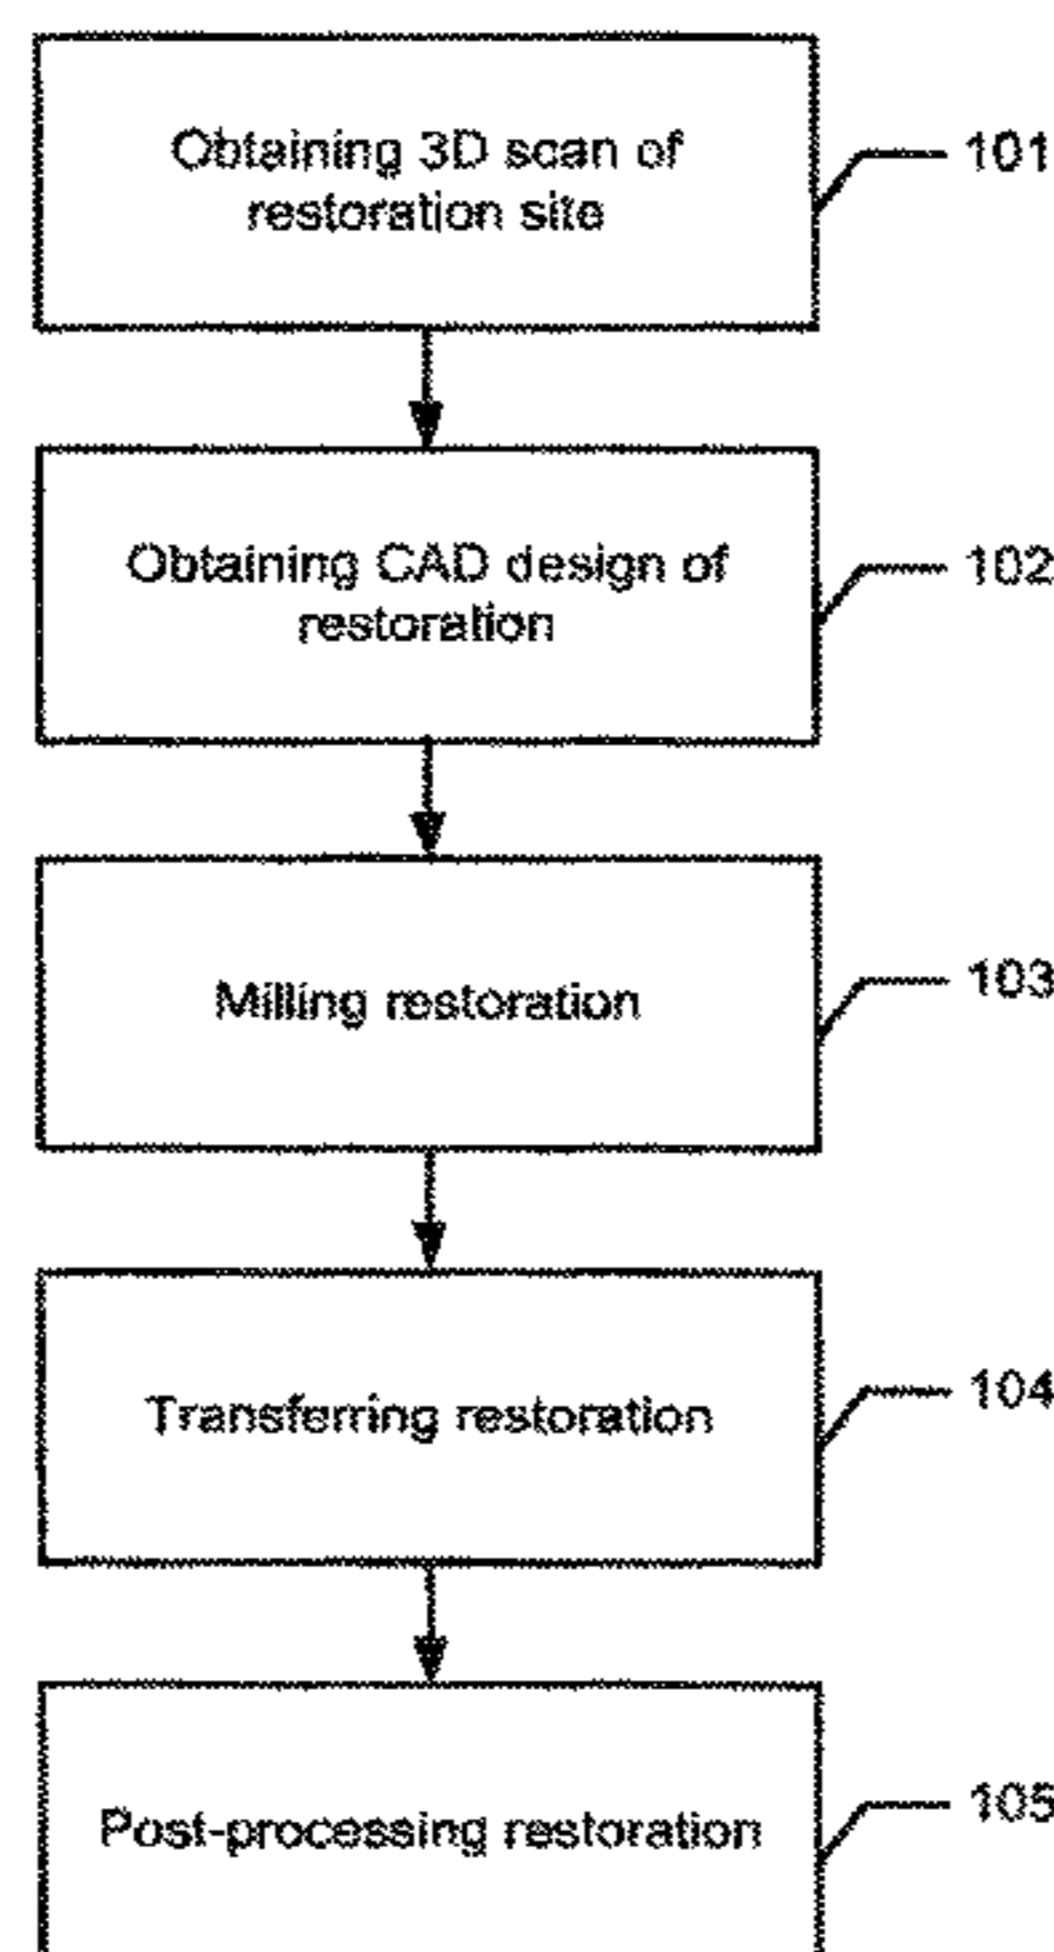 Obtaining 3D scan of
restoration site
101
Obtaining CAD design of
restoration
102
Milling restoration
103
Transferring restoration
104
Post-processing restoration
105